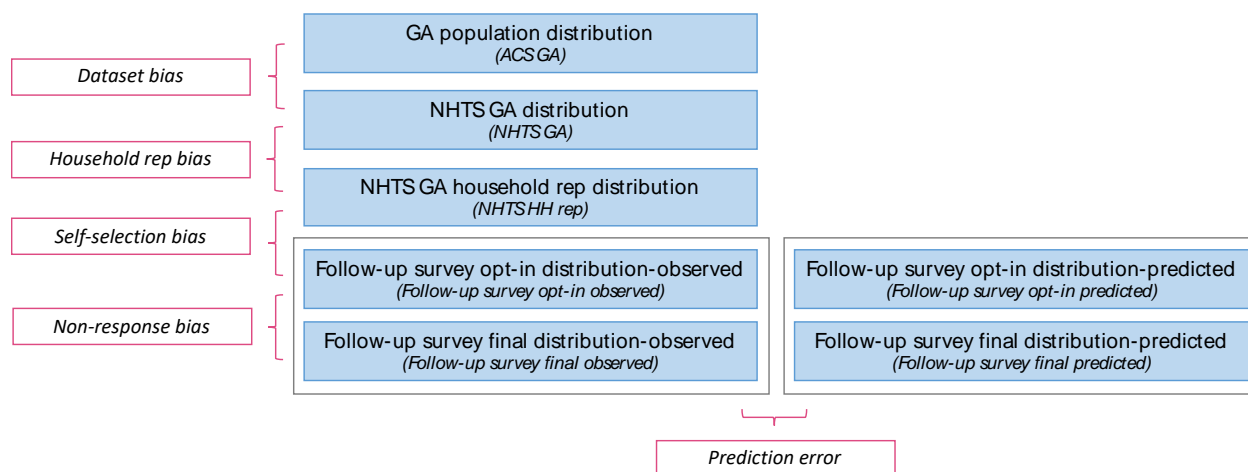 GA population distribution
(ACS GA)
Dataset bias
NHTS GA distribution
(NHTS GA)
Household rep bias
NHTS GA household rep distribution
(NHTS HH rep)
Self-selection bias
Follow-up survey opt-in distribution-observed
(Follow-up survey opt-in observed)
Follow-up survey opt-in distribution-predicted
(Follow-up survey opt-in predicted)
Non-response bias
Follow-up survey final distribution-observed
(Follow-up survey final observed)
Follow-up survey final distribution-predicted
(Follow-up survey final predicted)
Prediction error